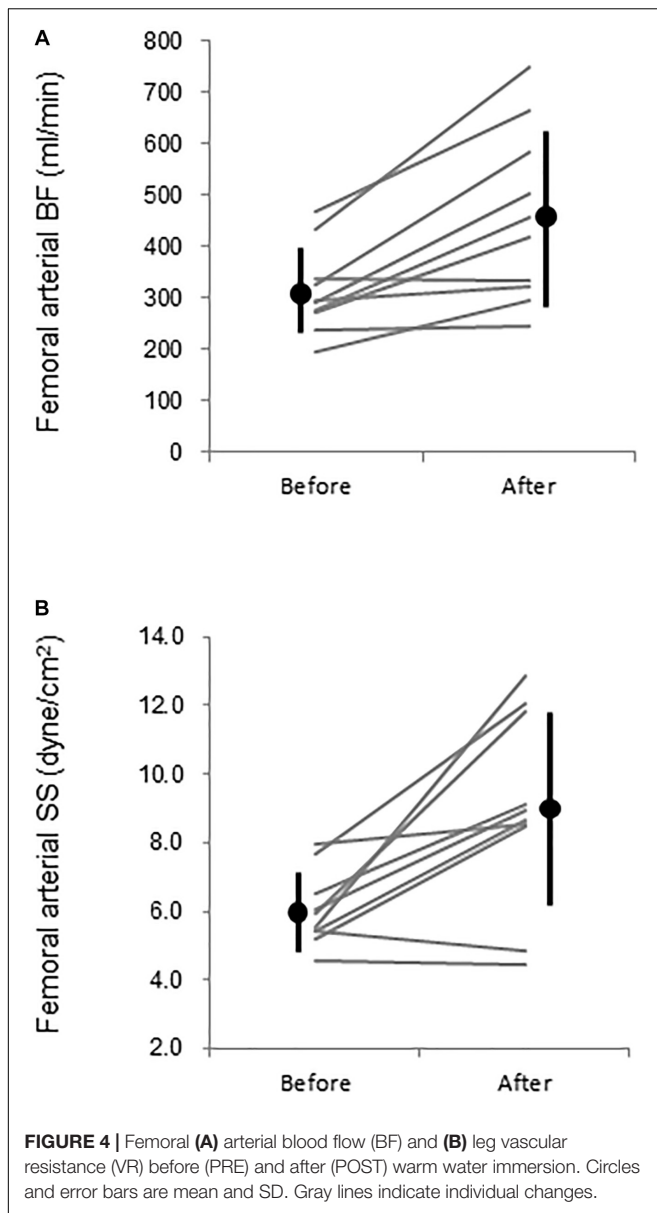 A
Femoral arterial BF (ml/min)
800
700
600
500
400
300
200
100
0
Before After
B
Femoral arterial SS (dyne/cm²)
14.0
12.0
10.0
8.0
6.0
4.0
2.0
Before After
FIGURE 4 | Femoral (A) arterial blood flow (BF) and (B) leg vascular
resistance (VR) before (PRE) and after (POST) warm water immersion. Circles
and error bars are mean and SD. Gray lines indicate individual changes.